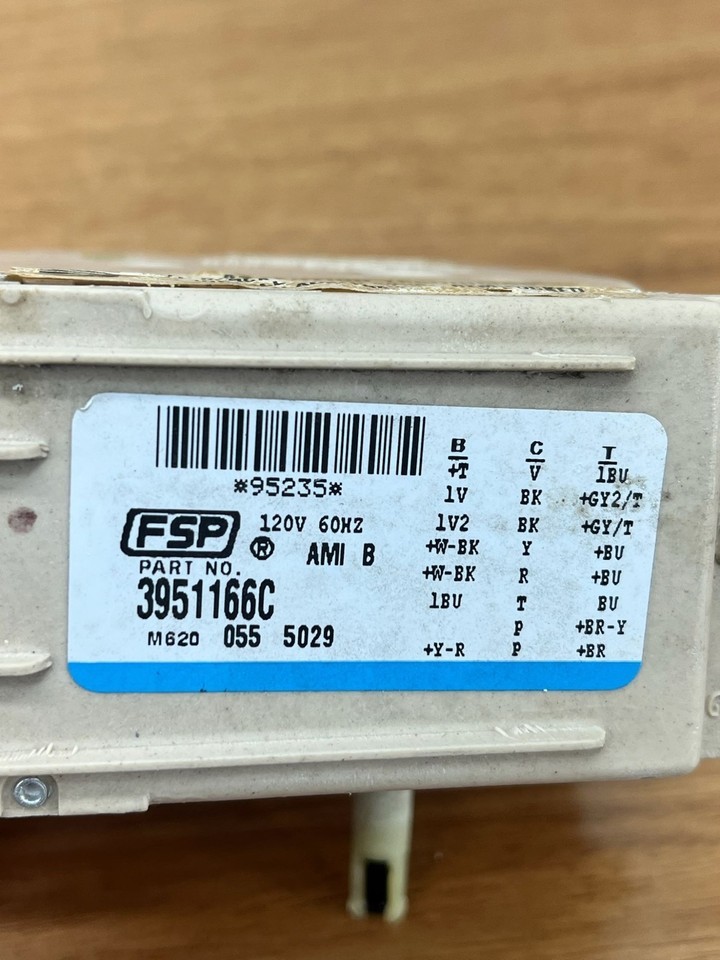 *95235*
FSP ®
120V 60HZ
AMI B
PART NO.
3951166C
M620 055 5029
B C T
+T V 1BU
1V BK +GY2/T
1V2 BK +GY/T
+W-BK Y +BU
+W-BK R +BU
1BU T BU
P +BR-Y
+Y-R P +BR